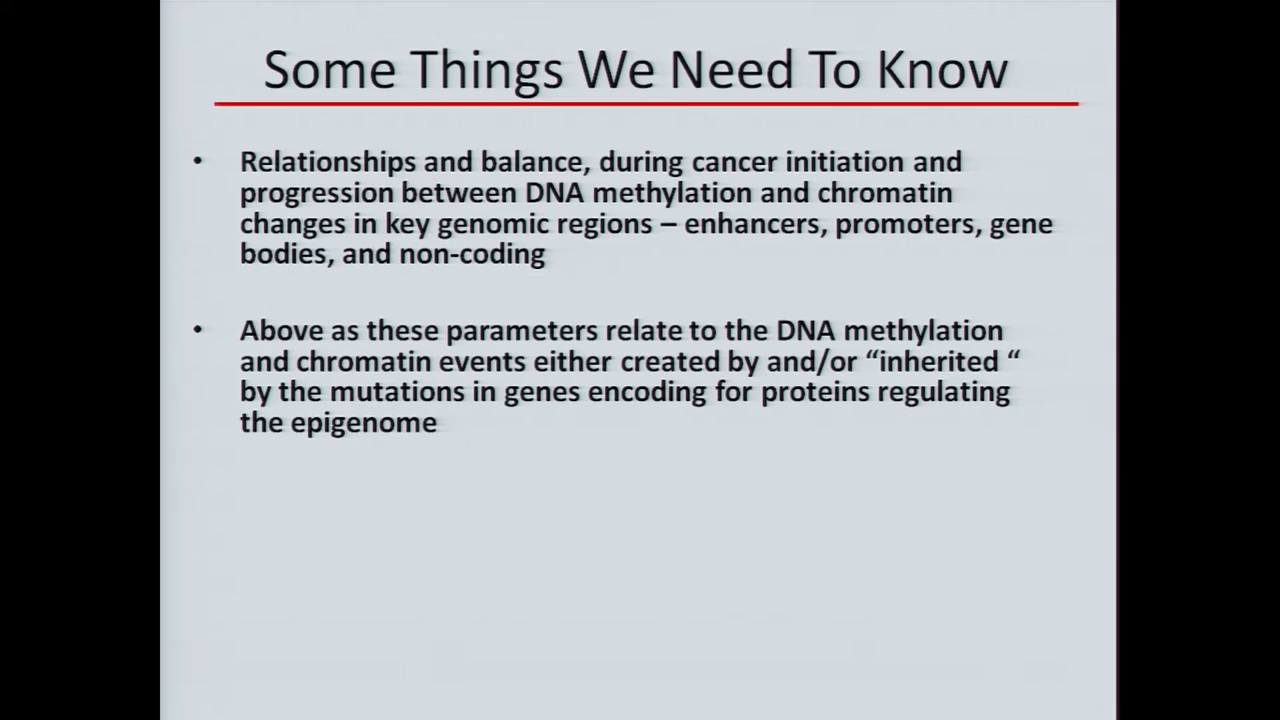 Some Things We Need To Know
• Relationships and balance, during cancer initiation and
progression between DNA methylation and chromatin
changes in key genomic regions – enhancers, promoters, gene
bodies, and non-coding
• Above as these parameters relate to the DNA methylation
and chromatin events either created by and/or “inherited “
by the mutations in genes encoding for proteins regulating
the epigenome